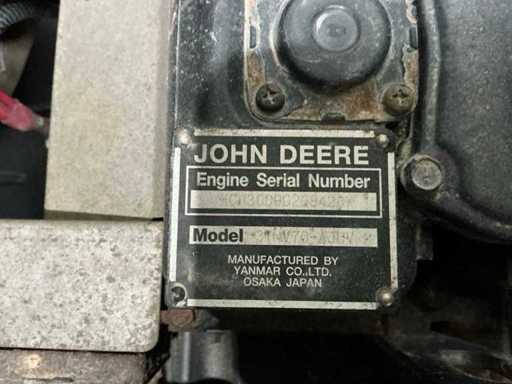 JOHN DEERE
Engine Serial Number
Model
MANUFACTURED BY
YANMAR CO.,LTD.
OSAKA JAPAN